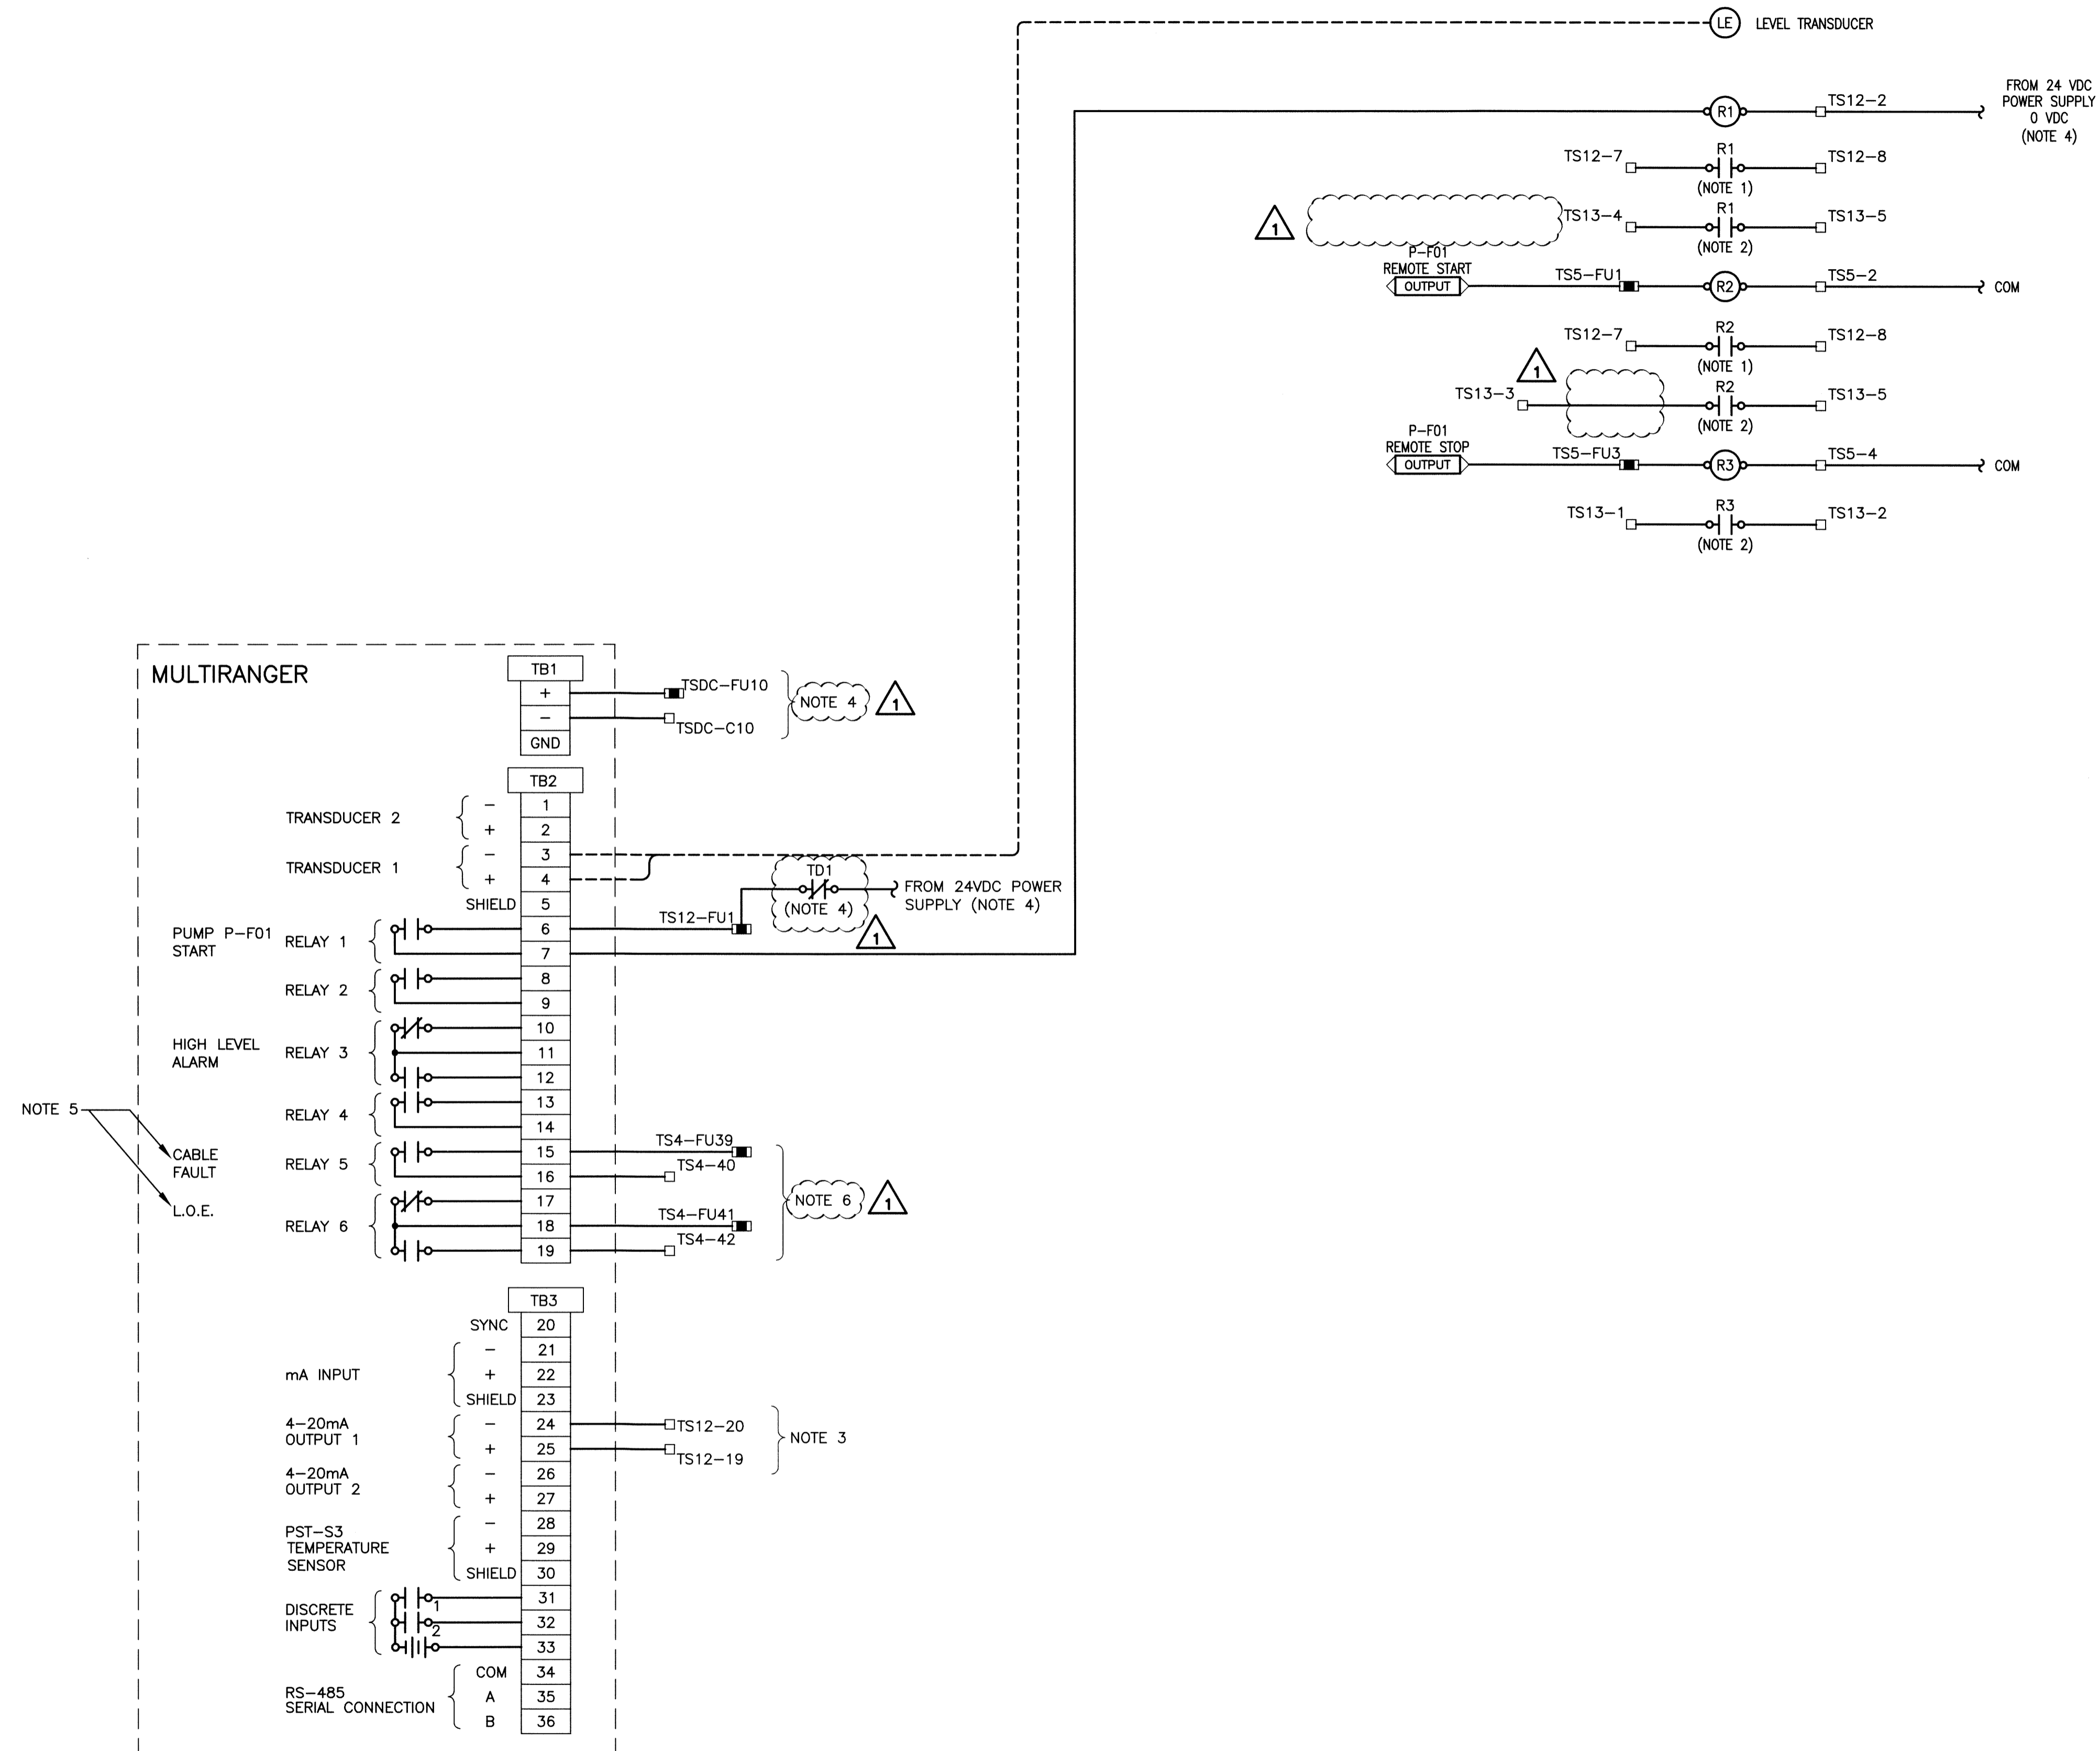 LE LEVEL TRANSDUCER
FROM 24 VDC
POWER SUPPLY
0 VDC
(NOTE 4)
R1 TS12-2
TS12-7 R1 TS12-8
(NOTE 1)
1 TS13-4 R1 TS13-5
(NOTE 2)
P-F01
REMOTE START
OUTPUT TS5-FU1 R2 TS5-2 COM
TS12-7 R2 TS12-8
(NOTE 1)
1
TS13-3 R2 TS13-5
(NOTE 2)
P-F01
REMOTE STOP
OUTPUT TS5-FU3 R3 TS5-4 COM
TS13-1 R3 TS13-2
(NOTE 2)
MULTIRANGER
TB1
+ TSDC-FU10
NOTE 4 1
- TSDC-C10
GND
TB2
TRANSDUCER 2
- 1
+ 2
TRANSDUCER 1
- 3
+ 4
SHIELD 5
TD1
(NOTE 4)
FROM 24VDC POWER
SUPPLY (NOTE 4)
1
PUMP P-F01
START
RELAY 1
6 TS12-FU1
7
RELAY 2
8
9
HIGH LEVEL
ALARM
RELAY 3
10
11
12
RELAY 4
13
14
NOTE 5
CABLE
FAULT
RELAY 5
15 TS4-FU39
16 TS4-40
L.O.E.
RELAY 6
17
18 TS4-FU41
19 TS4-42
NOTE 6 1
TB3
SYNC 20
mA INPUT
- 21
+ 22
SHIELD 23
4-20mA
OUTPUT 1
- 24 TS12-20
+ 25 TS12-19
NOTE 3
4-20mA
OUTPUT 2
- 26
+ 27
PST-S3
TEMPERATURE
SENSOR
- 28
+ 29
SHIELD 30
DISCRETE
INPUTS
1 31
2 32
33
RS-485
SERIAL CONNECTION
COM 34
A 35
B 36